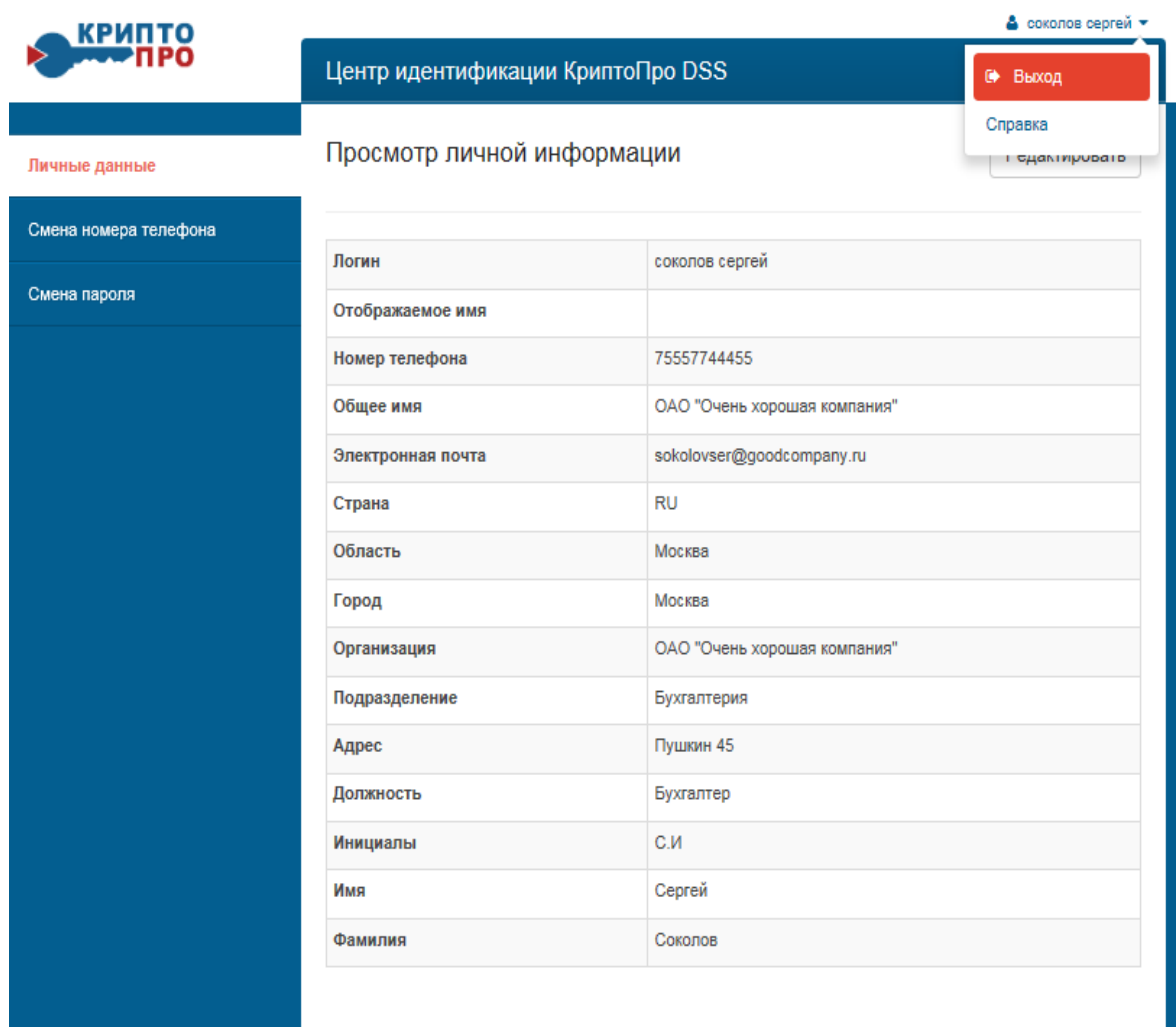 КРИПТО
ПРО
соколов сергей
Центр идентификации КриптоПро DSS
Выход
Справка
Личные данные
Смена номера телефона
Смена пароля
Просмотр личной информации
Редактировать
Логин соколов сергей
Отображаемое имя
Номер телефона 75557744455
Общее имя ОАО "Очень хорошая компания"
Электронная почта sokolovser@goodcompany.ru
Страна RU
Область Москва
Город Москва
Организация ОАО "Очень хорошая компания"
Подразделение Бухгалтерия
Адрес Пушкин 45
Должность Бухгалтер
Инициалы С.И
Имя Сергей
Фамилия Соколов